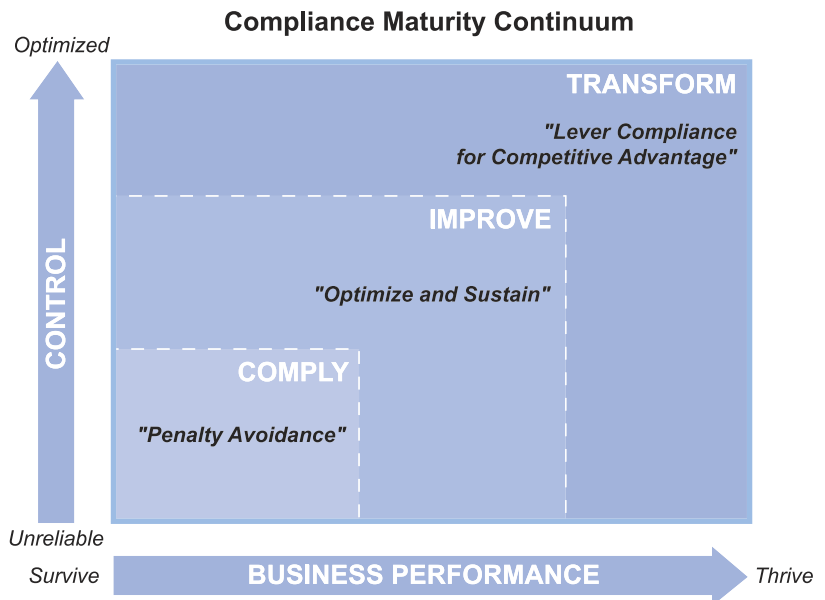 Compliance Maturity Continuum
Optimized
TRANSFORM
"Lever Compliance
for Competitive Advantage"
IMPROVE
"Optimize and Sustain"
CONTROL
COMPLY
"Penalty Avoidance"
Unreliable
Survive
BUSINESS PERFORMANCE
Thrive